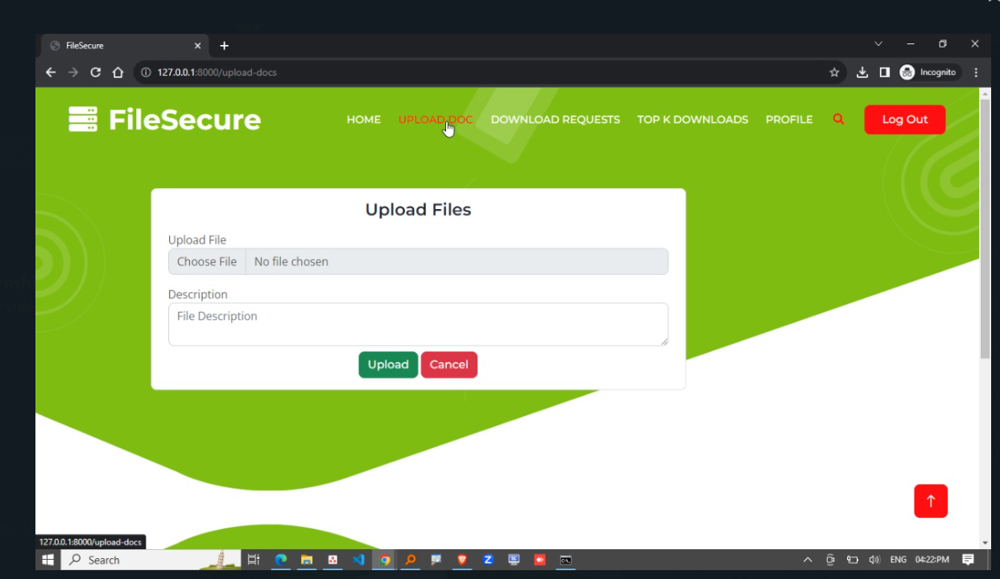 FileSecure
127.0.0.1:8000/upload-docs
Incognito
FileSecure
HOME UPLOAD DOC DOWNLOAD REQUESTS TOP K DOWNLOADS PROFILE Log Out
Upload Files
Upload File
Choose File No file chosen
Description
File Description
Upload Cancel
127.0.0.1:8000/upload-docs
Search
ENG 04:22:PM